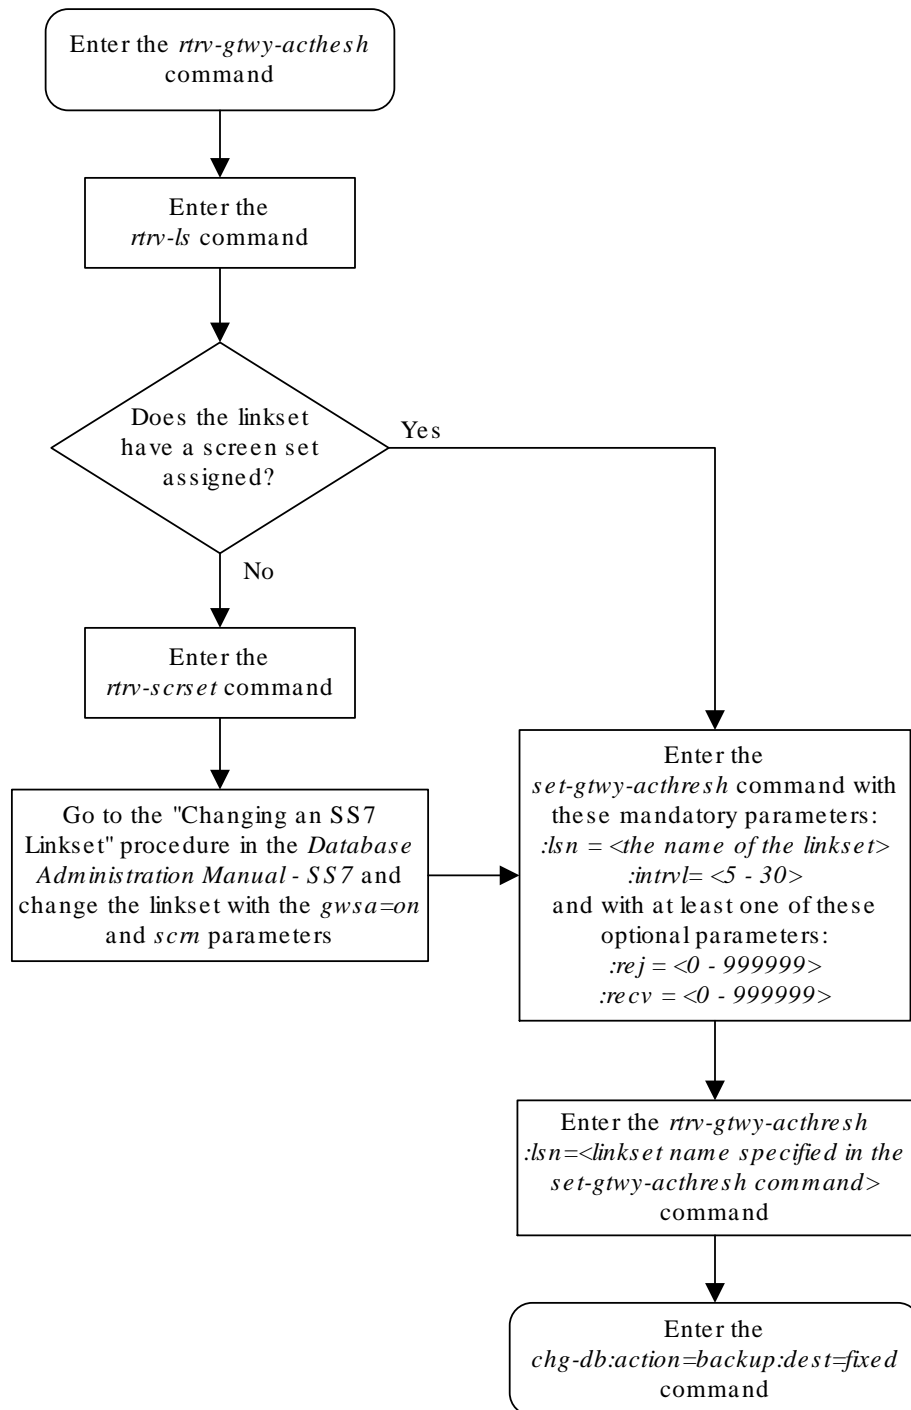 Enter the rtrv-gtwy-acthesh
command
Enter the
rtrv-ls command
Does the linkset
have a screen set
assigned?
Yes
No
Enter the
rtrv-scrset command
Go to the "Changing an SS7
Linkset" procedure in the Database
Administration Manual - SS7 and
change the linkset with the gwsa=on
and scrn parameters
Enter the
set-gtwy-acthresh command with
these mandatory parameters:
:lsn = <the name of the linkset>
:intrvl= <5 - 30>
and with at least one of these
optional parameters:
:rej = <0 - 999999>
:recv = <0 - 999999>
Enter the rtrv-gtwy-acthresh
:lsn=<linkset name specified in the
set-gtwy-acthresh command>
command
Enter the
chg-db:action=backup:dest=fixed
command